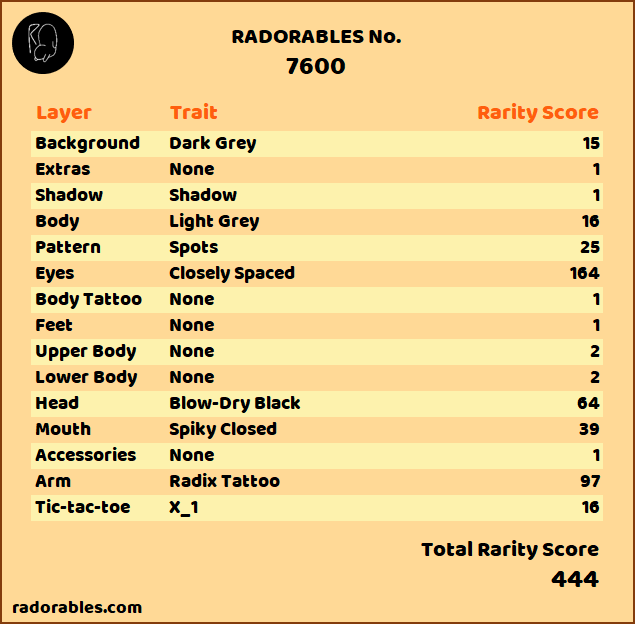 RADORABLES No.
7600
Layer Trait Rarity Score
Background Dark Grey 15
Extras None 1
Shadow Shadow 1
Body Light Grey 16
Pattern Spots 25
Eyes Closely Spaced 164
Body Tattoo None 1
Feet None 1
Upper Body None 2
Lower Body None 2
Head Blow-Dry Black 64
Mouth Spiky Closed 39
Accessories None 1
Arm Radix Tattoo 97
Tic-tac-toe X_1 16
Total Rarity Score
444
radorables.com